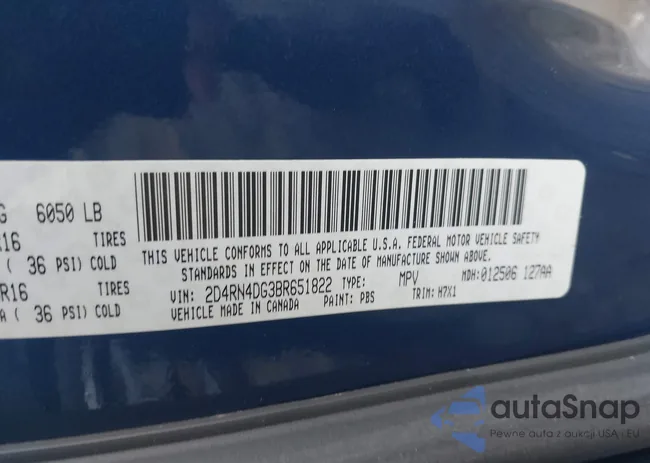 G 6050 LB
16 TIRES
( 36 PSI) COLD
R16 TIRES
A ( 36 PSI) COLD
THIS VEHICLE CONFORMS TO ALL APPLICABLE U.S.A. FEDERAL MOTOR VEHICLE SAFETY
STANDARDS IN EFFECT ON THE DATE OF MANUFACTURE SHOWN ABOVE.
VIN: 2D4RN4DG3BR651822 TYPE: MPV MDH: 012506 127AA
VEHICLE MADE IN CANADA PAINT: PBS TRIM: H7X1
autaSnap
Pewne auta z aukcji USA i EU